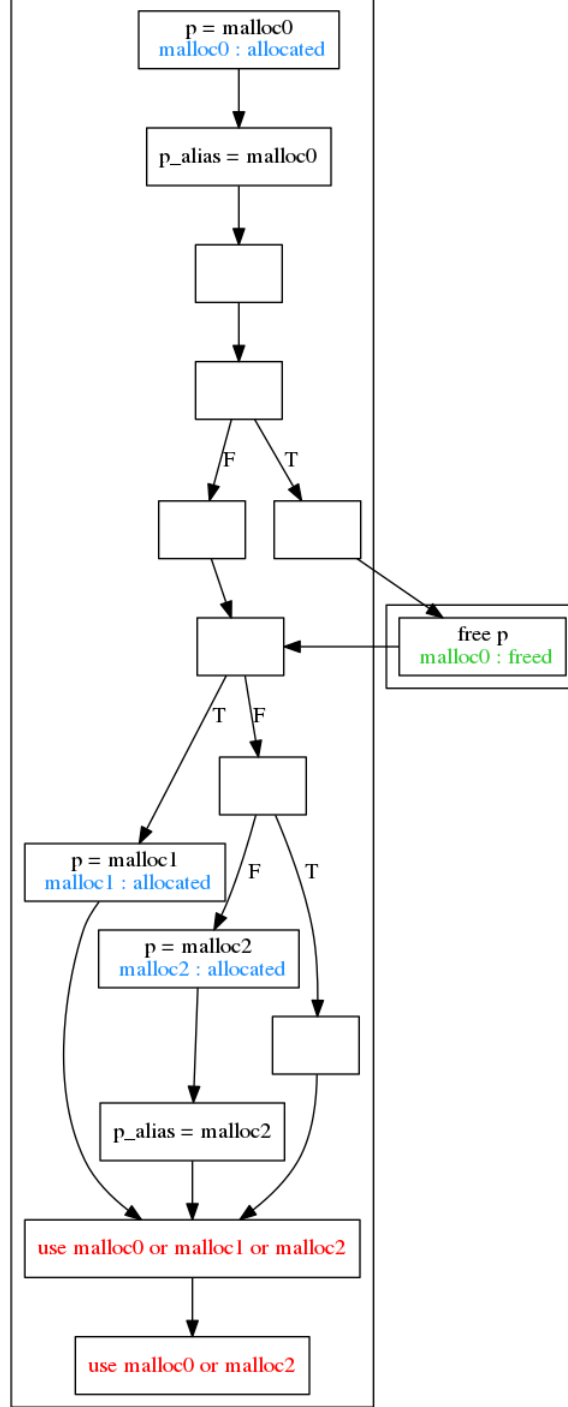 p = malloc0
malloc0 : allocated
p_alias = malloc0
F
T
free p
malloc0 : freed
T
F
p = malloc1
malloc1 : allocated
F
T
p = malloc2
malloc2 : allocated
p_alias = malloc2
use malloc0 or malloc1 or malloc2
use malloc0 or malloc2